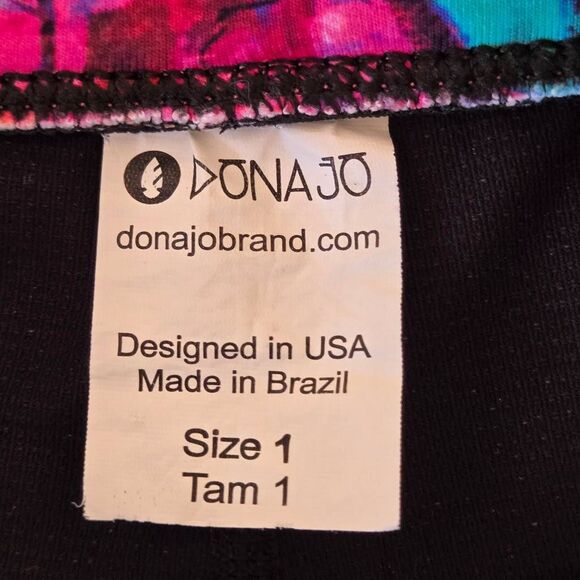 DONAJO
donajobrand.com
Designed in USA
Made in Brazil
Size 1
Tam 1